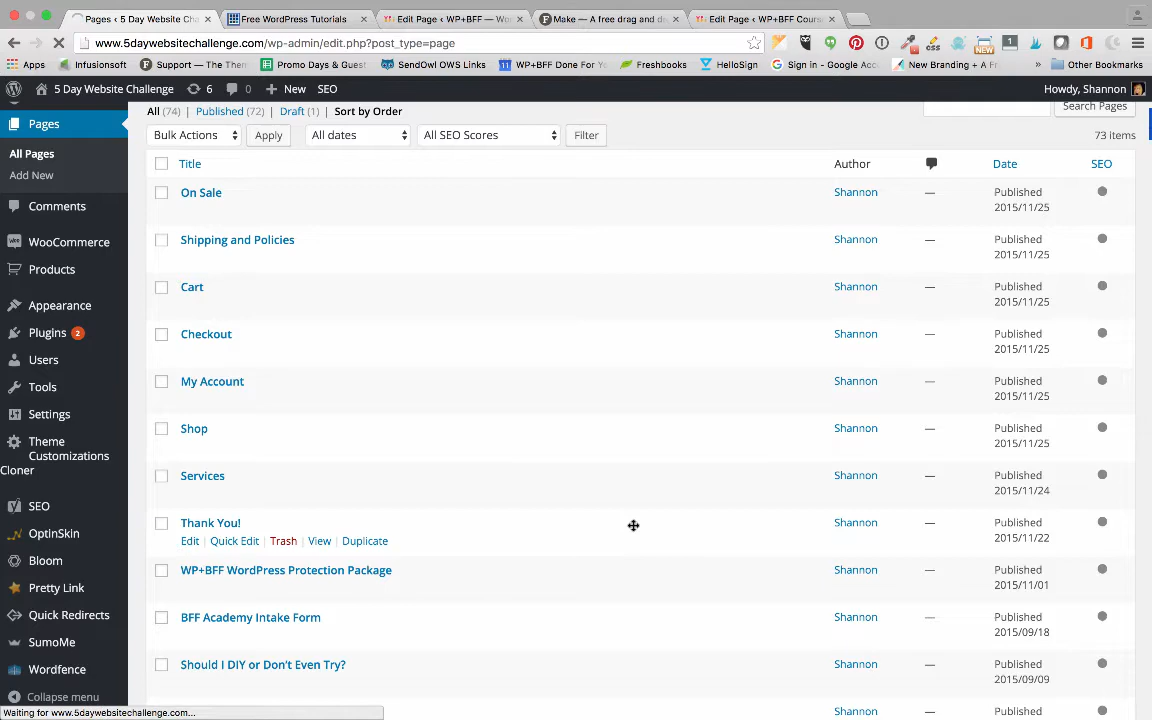 Pages ‹ 5 Day Website Cha
Free WordPress Tutorials
Edit Page ‹ WP+BFF — Wo
Make — A free drag and d
Edit Page ‹ WP+BFF Cours
www.5daywebsitechallenge.com/wp-admin/edit.php?post_type=page
Apps
Infusionsoft
Support — The The
Promo Days & Guest
SendOwl OWS Links
WP+BFF Done For Yo
Freshbooks
HelloSign
Sign in - Google Acc
New Branding + A Fr
»
Other Bookmarks
5 Day Website Challenge
6
0
New
SEO
Howdy, Shannon
Pages
All Pages
Add New
Comments
WooCommerce
Products
Appearance
Plugins 2
Users
Tools
Settings
Theme
Customizations
Cloner
SEO
OptinSkin
Bloom
Pretty Link
Quick Redirects
SumoMe
Wordfence
Collapse menu
All (74) | Published (72) | Draft (1) | Sort by Order
Search Pages
Bulk Actions
Apply
All dates
All SEO Scores
Filter
73 items
Title Author Date SEO
On Sale Shannon — Published
2015/11/25
Shipping and Policies Shannon — Published
2015/11/25
Cart Shannon — Published
2015/11/25
Checkout Shannon — Published
2015/11/25
My Account Shannon — Published
2015/11/25
Shop Shannon — Published
2015/11/25
Services Shannon — Published
2015/11/24
Thank You! Shannon — Published
2015/11/22
Edit | Quick Edit | Trash | View | Duplicate
WP+BFF WordPress Protection Package Shannon — Published
2015/11/01
BFF Academy Intake Form Shannon — Published
2015/09/18
Should I DIY or Don't Even Try? Shannon — Published
2015/09/09
Shannon — Published
Waiting for www.5daywebsitechallenge.com...